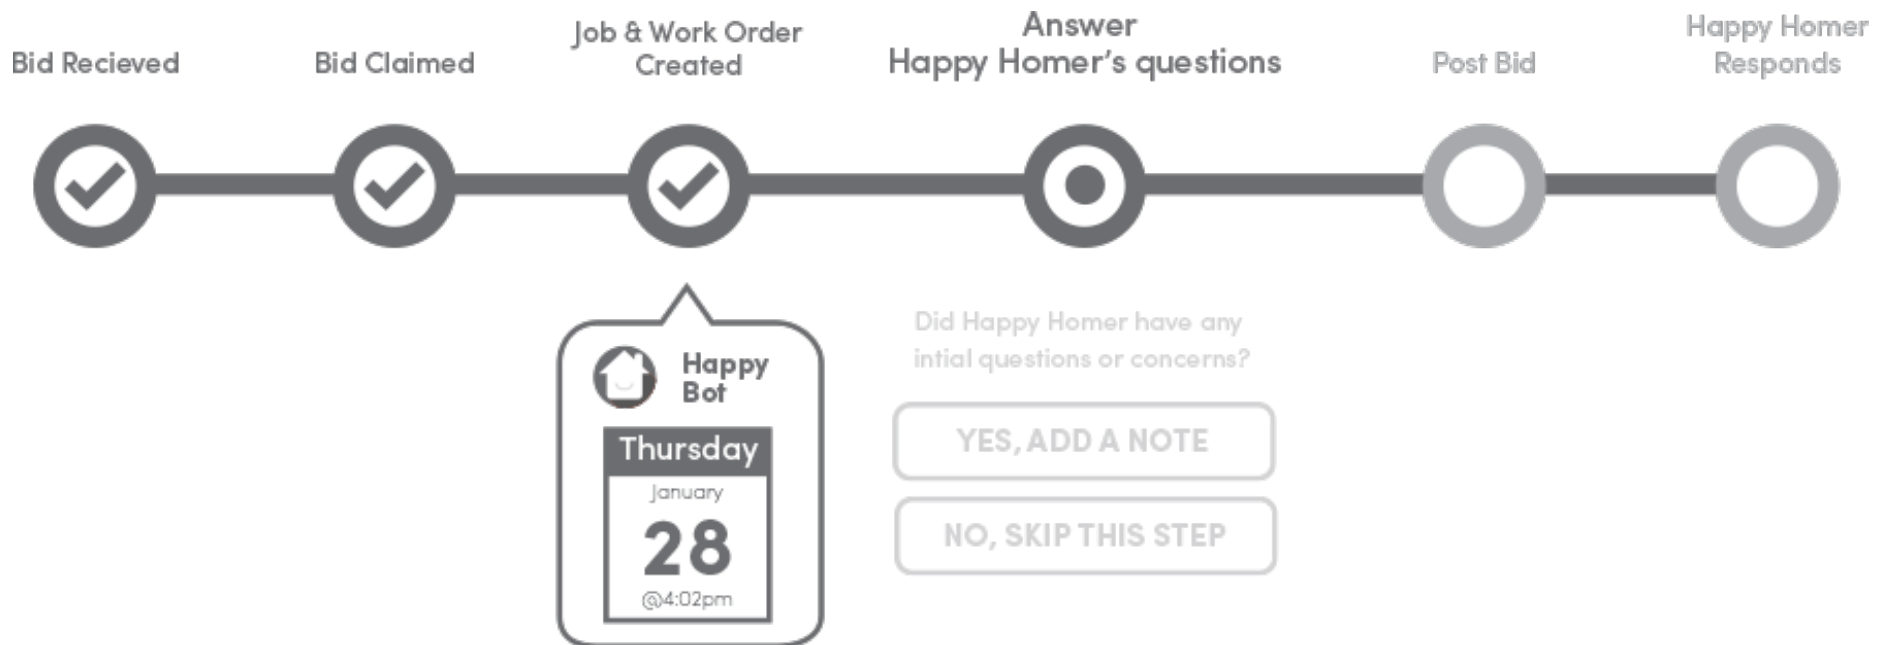 Bid Recieved
Bid Claimed
Job & Work Order
Created
Answer
Happy Homer's questions
Post Bid
Happy Homer
Responds
Happy
Bot
Thursday
January
28
@4:02pm
Did Happy Homer have any
intial questions or concerns?
YES, ADD A NOTE
NO, SKIP THIS STEP